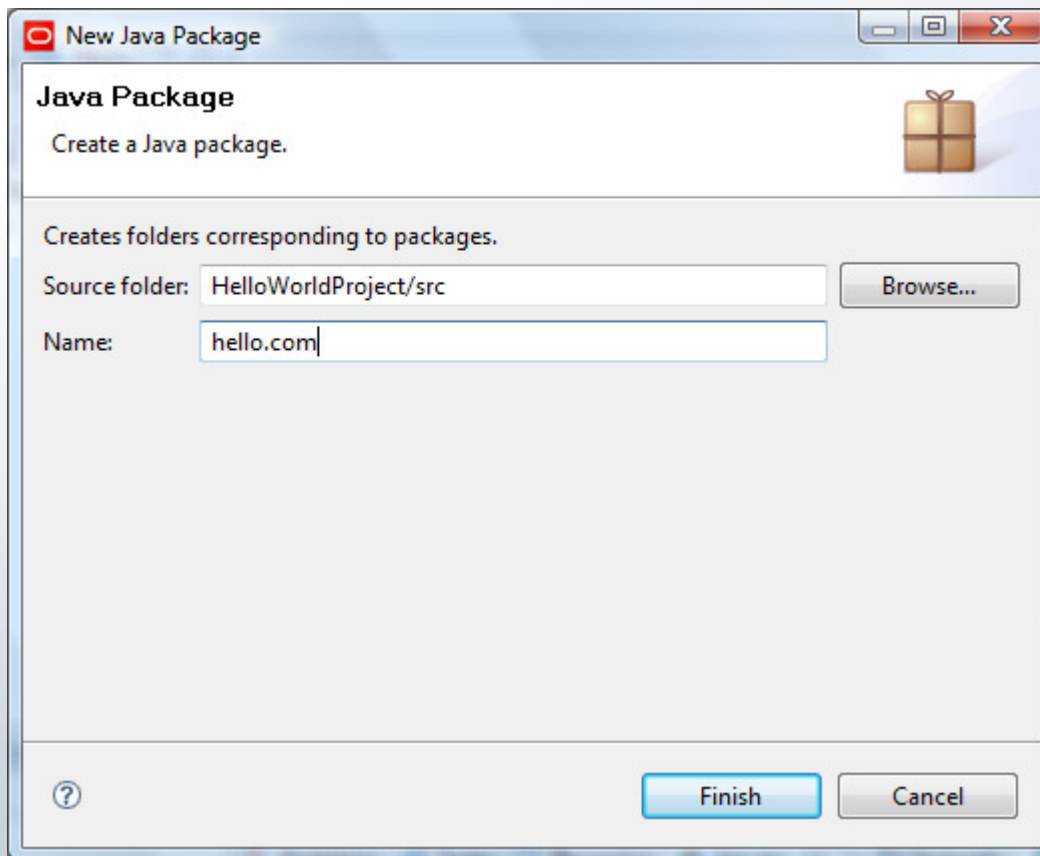 New Java Package
Java Package
Create a Java package.
Creates folders corresponding to packages.
Source folder: HelloWorldProject/src Browse...
Name: hello.com
Finish Cancel